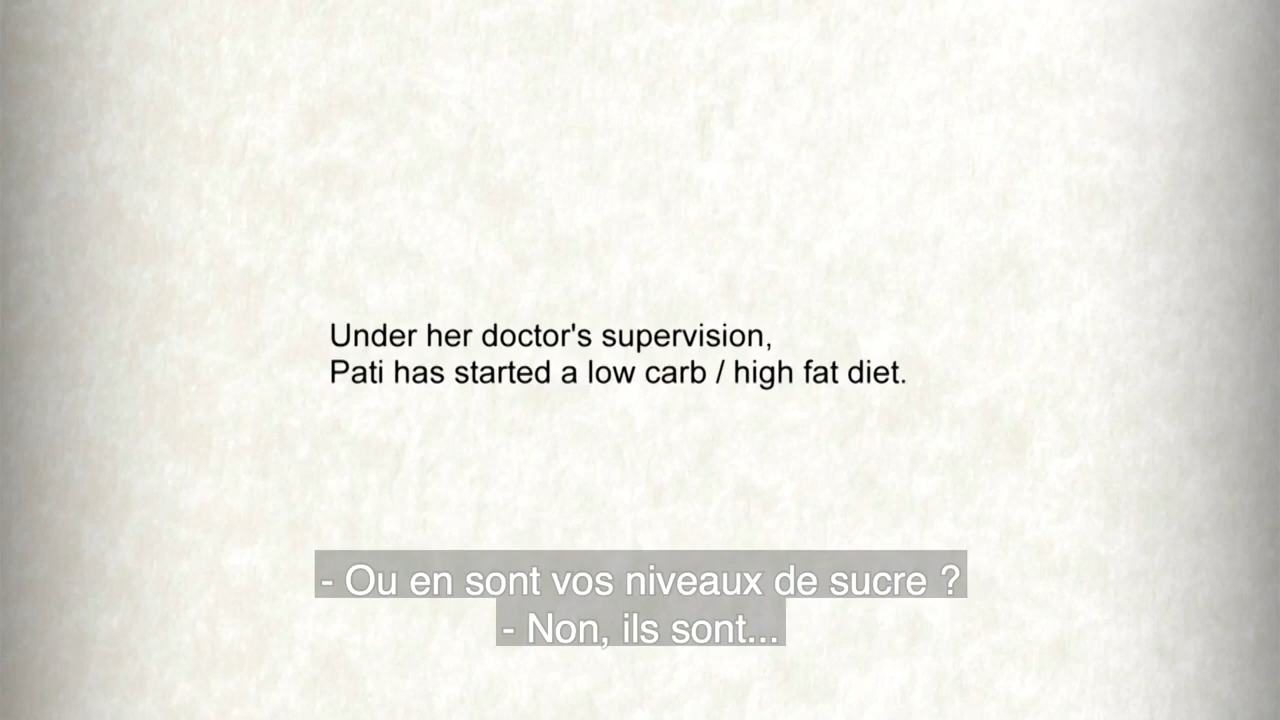 Under her doctor's supervision,
Pati has started a low carb / high fat diet.
- Ou en sont vos niveaux de sucre ?
- Non, ils sont...